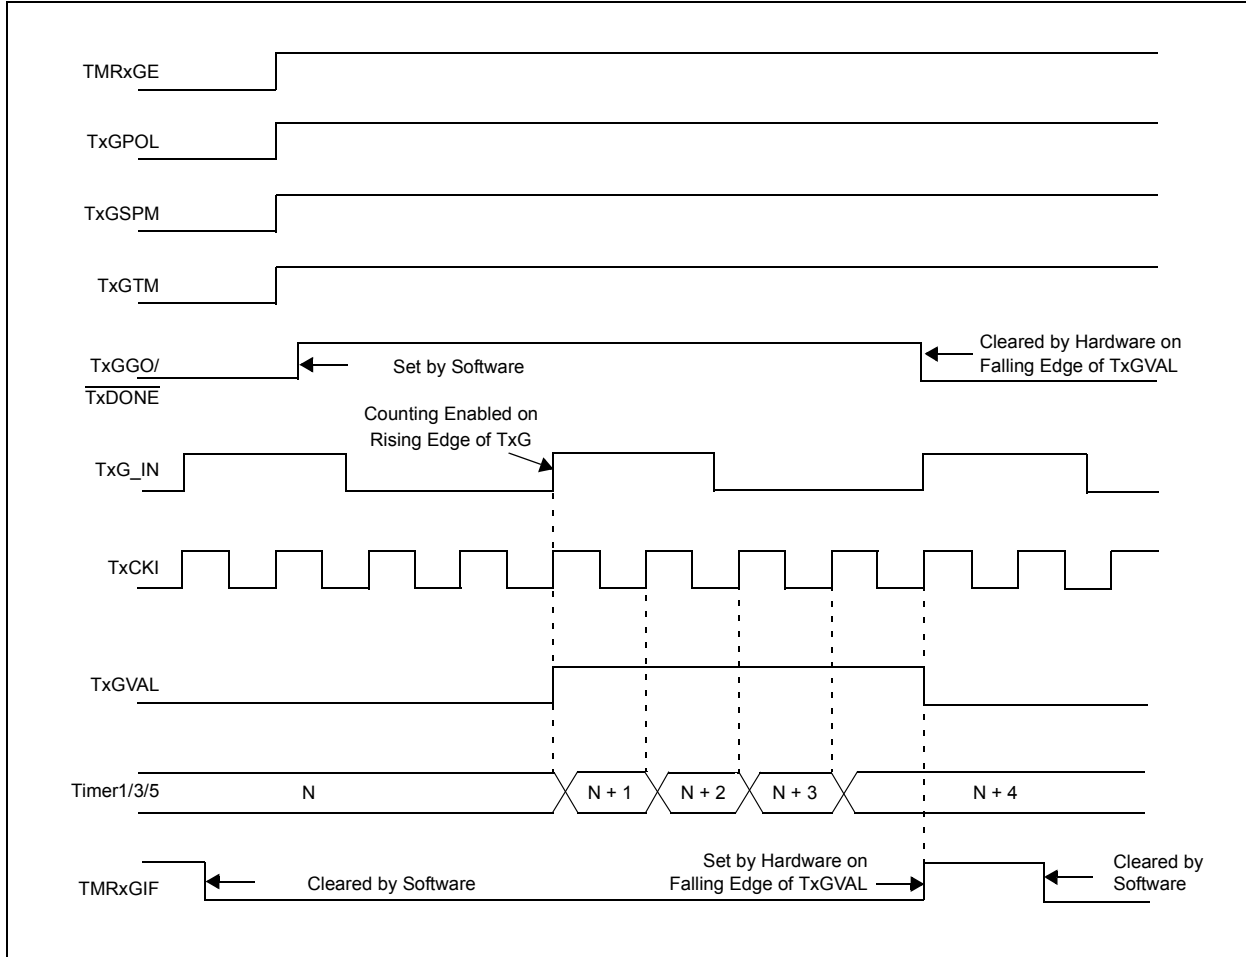 TMRxGE
TxGPOL
TxGSPM
TxGTM
TxGGO/
TxDONE
Set by Software
Cleared by Hardware on
Falling Edge of TxGVAL
Counting Enabled on
Rising Edge of TxG
TxG_IN
TxCKI
TxGVAL
Timer1/3/5
N
N + 1
N + 2
N + 3
N + 4
TMRxGIF
Cleared by Software
Set by Hardware on
Falling Edge of TxGVAL
Cleared by
Software